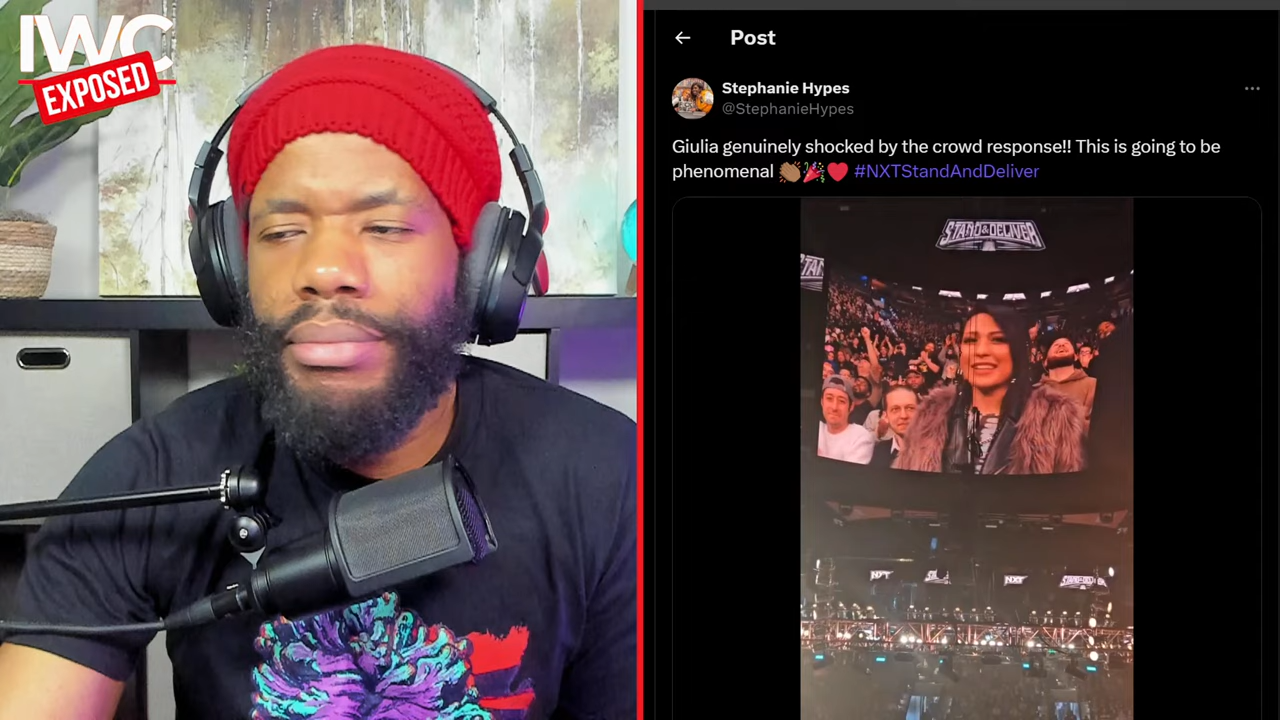 IWC
EXPOSED
Post
Stephanie Hypes
@StephanieHypes
Giulia genuinely shocked by the crowd response!! This is going to be
phenomenal 👏🏽🎉❤️ #NXTStandAndDeliver
STAND & DELIVER
STAN
NXT
NXT